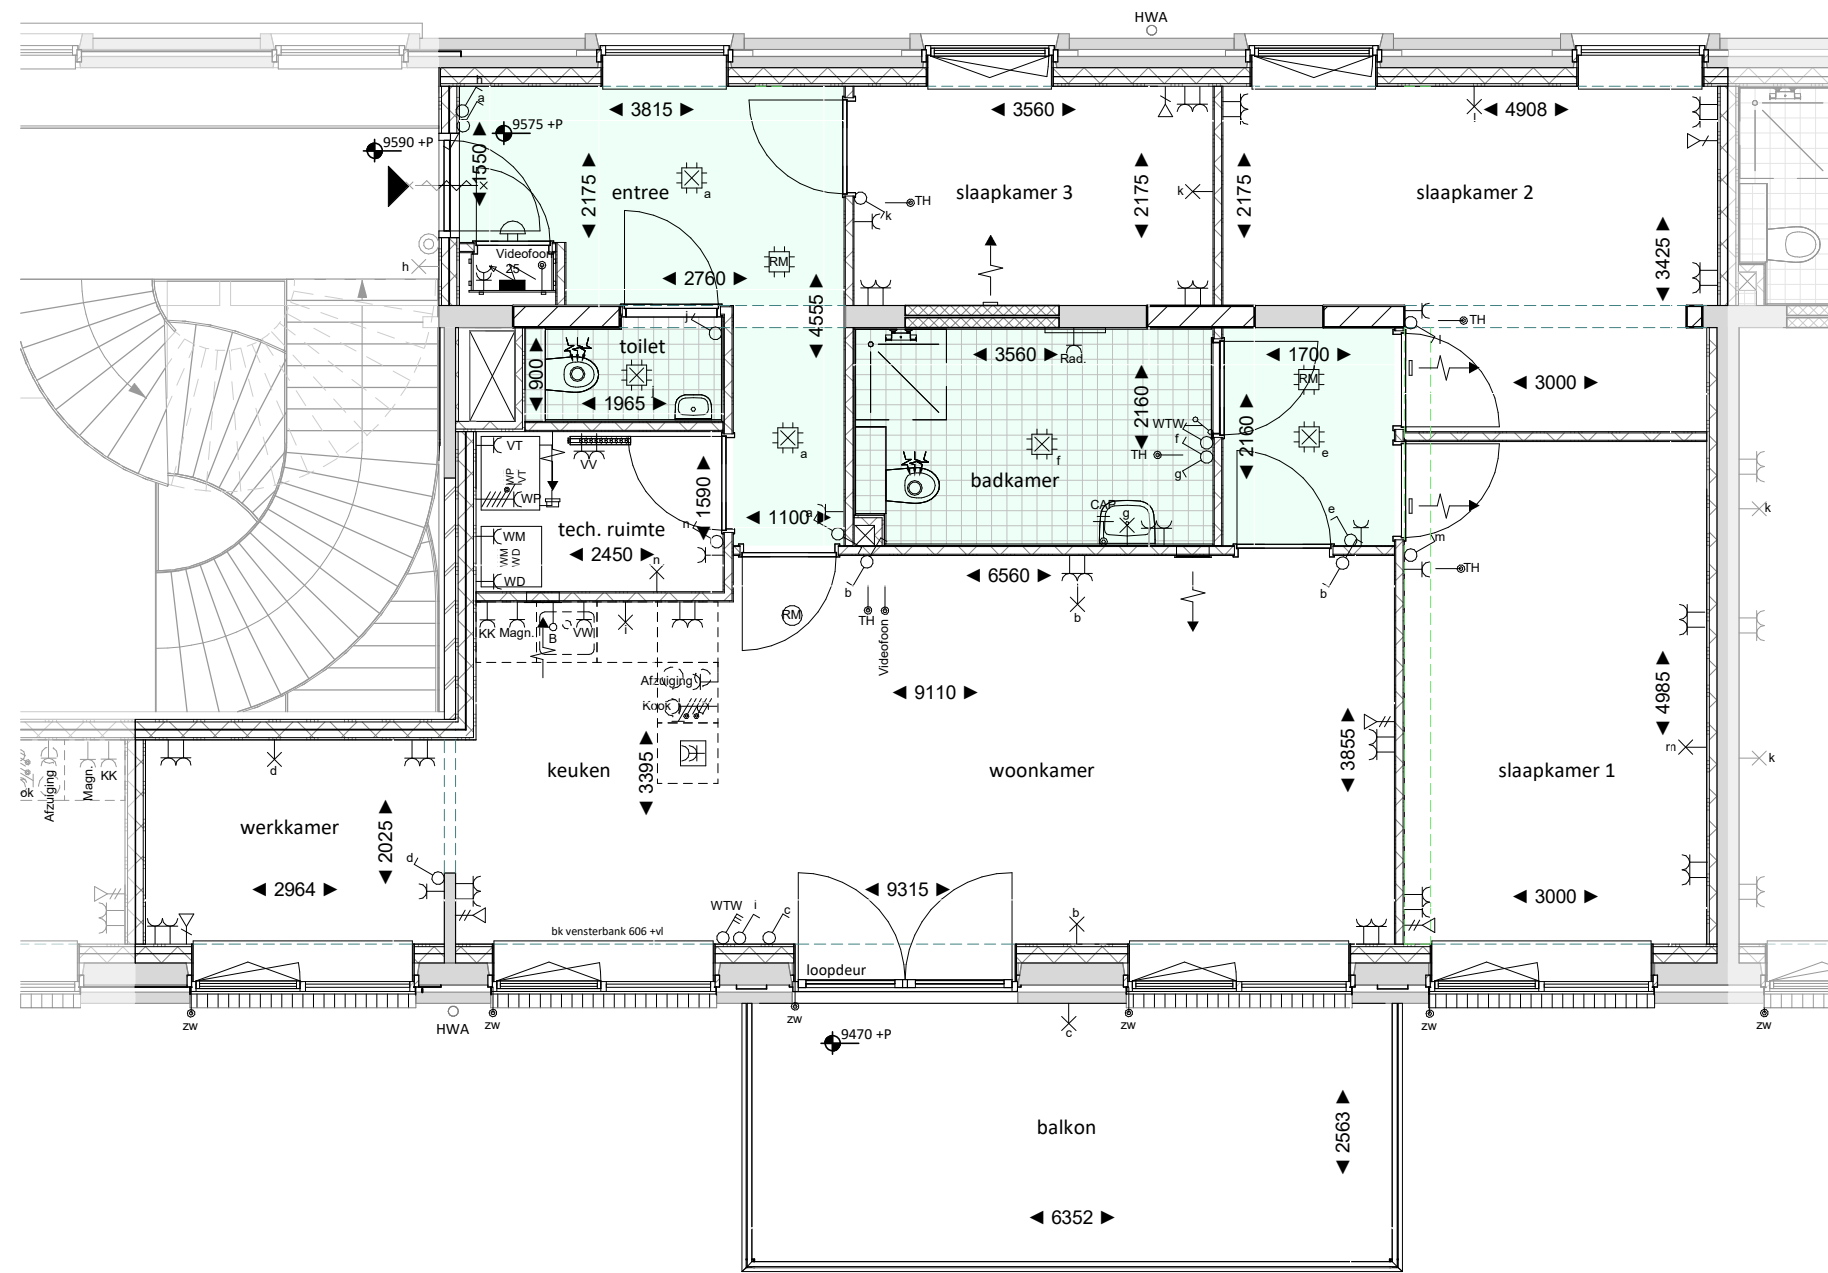 HWA
h
a
3815
3560
4908
9575 +P
9590 +P
1550
2175
entree
a
slaapkamer 3
k
2175
2175
slaapkamer 2
TH
k
3425
h
Videofoon
25
RM
2760
4555
j
toilet
900
1965
3560
Rad.
1700
RM
TH
3000
2160
2160
WTW
f
TH
g
e
f
a
badkamer
VT
VV
WP
VT
WP
1590
tech. ruimte
1100
a
n
CAP
g
e
WM
WM
WD
WD
2450
n
m
TH
6560
b
b
b
RM
TH
Videofoon
KK
Magn.
B
VW
Afzuiging
Kook
9110
4985
m
k
k
3395
3855
keuken
woonkamer
slaapkamer 1
d
ok
Afzuiging
Magn.
KK
werkkamer
2025
d
2964
9315
3000
WTW
i
c
b
bk vensterbank 606 +vl
loopdeur
zw
HWA
zw
zw
zw
zw
zw
c
9470 +P
balkon
2563
6352